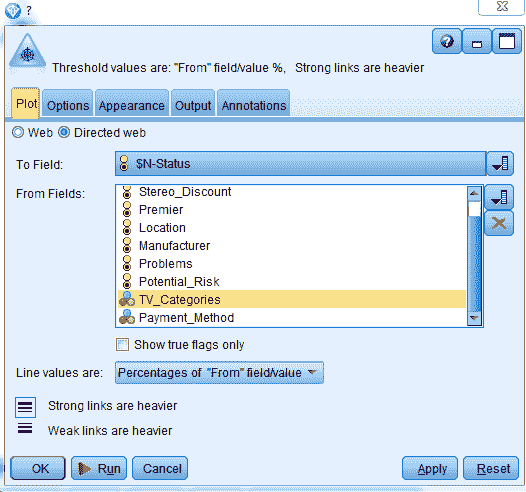 ?
Threshold values are: "From" field/value %, Strong links are heavier
Plot Options Appearance Output Annotations
Web Directed web
To Field: $N-Status
From Fields: Stereo_Discount
Premier
Location
Manufacturer
Problems
Potential_Risk
TV_Categories
Payment_Method
Show true flags only
Line values are: Percentages of "From" field/value
Strong links are heavier
Weak links are heavier
OK Run Cancel Apply Reset